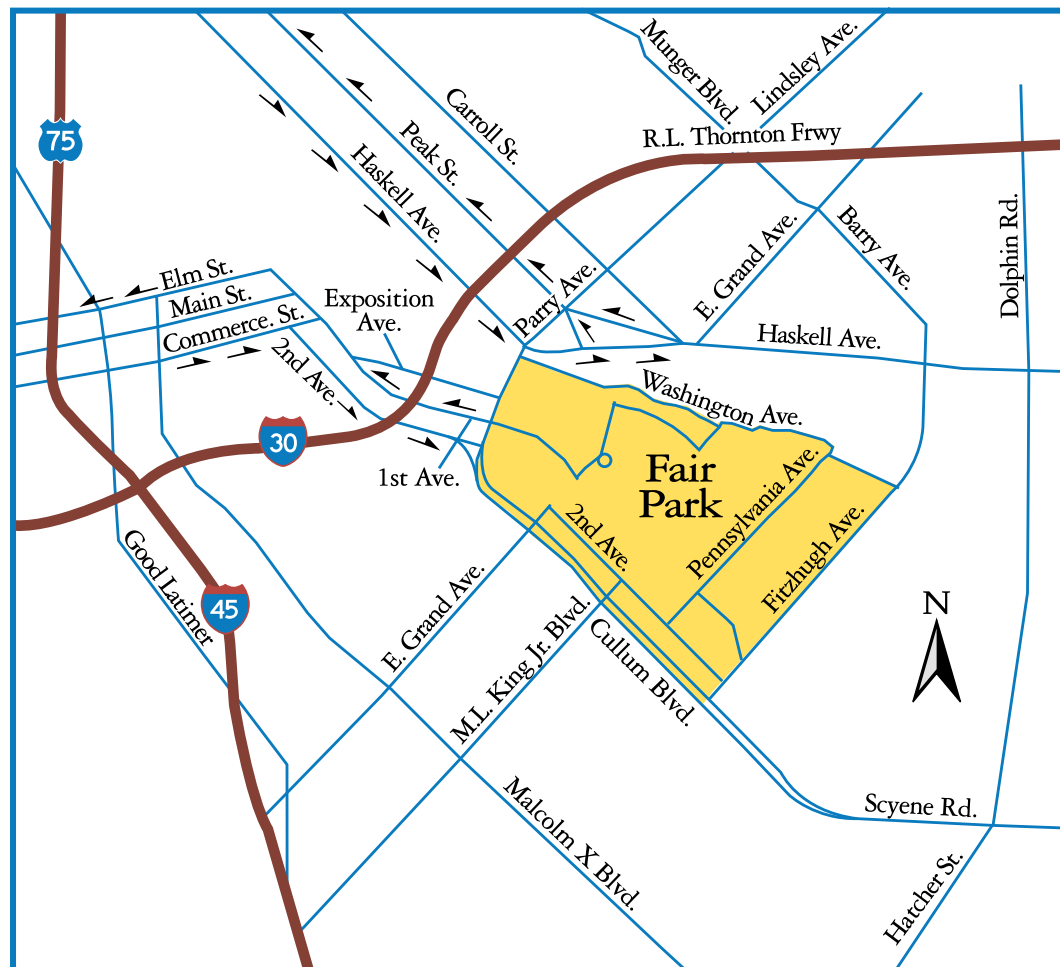 Munger Blvd.
Lindsley Ave.
75
Carroll St.
R.L. Thornton Frwy
Peak St.
Haskell Ave.
Dolphin Rd.
Barry Ave.
E. Grand Ave.
Elm St.
Main St.
Commerce. St.
Exposition
Ave.
Parry Ave.
Haskell Ave.
2nd Ave.
Washington Ave.
30
1st Ave.
Fair
Park
Pennsylvania Ave.
2nd Ave.
Fitzhugh Ave.
Good Latimer
45
E. Grand Ave.
M.L. King Jr. Blvd.
Cullum Blvd.
N
Malcolm X Blvd.
Scyene Rd.
Hatcher St.